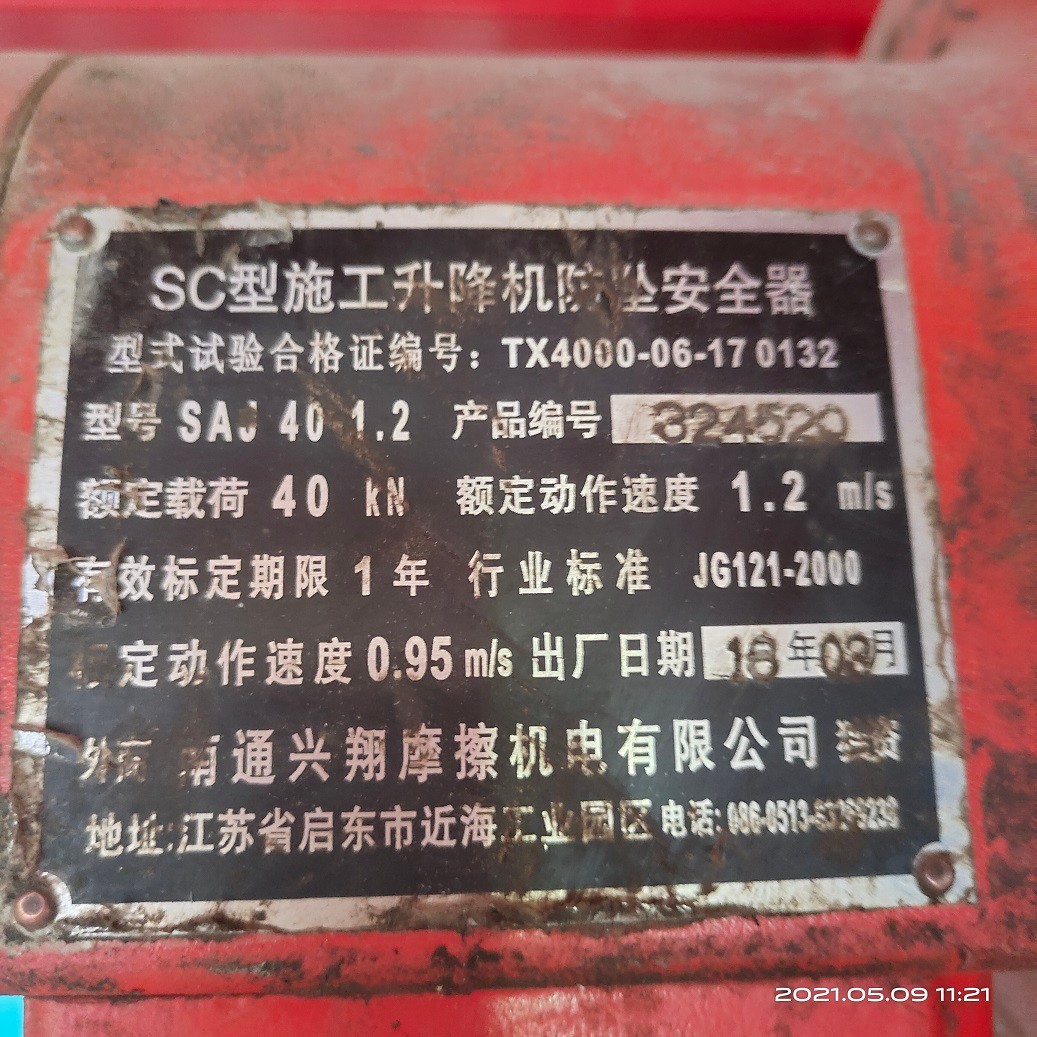 SC型施工升降机防坠安全器
型式试验合格证编号：TX4000-06-17 0132
型号 SAJ 40 1.2 产品编号 324520
额定载荷 40 kN 额定动作速度 1.2 m/s
有效标定期限 1 年 行业标准 JG121-2000
定动作速度 0.95 m/s 出厂日期 18年03月
外商 南通兴翔摩擦机电有限公司 独资
地址:江苏省启东市近海工业园区 电话: 086-0513-
2021.05.09 11:21